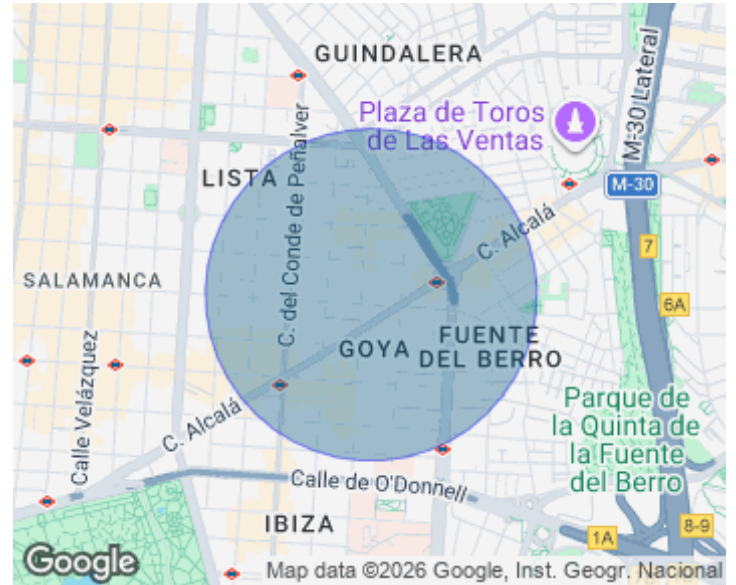 GUINDALERA
Plaza de Toros
de Las Ventas
M-30 Lateral
M-30
LISTA
C. del Conde de Peñalver
C. Alcalá
7
SALAMANCA
6A
GOYA
FUENTE
DEL BERRO
Calle Velázquez
C. Alcalá
Parque de
la Quinta de
la Fuente
del Berro
Calle de O'Donnell
IBIZA
1A
8-9
Google
Map data ©2026 Google, Inst. Geogr. Nacional